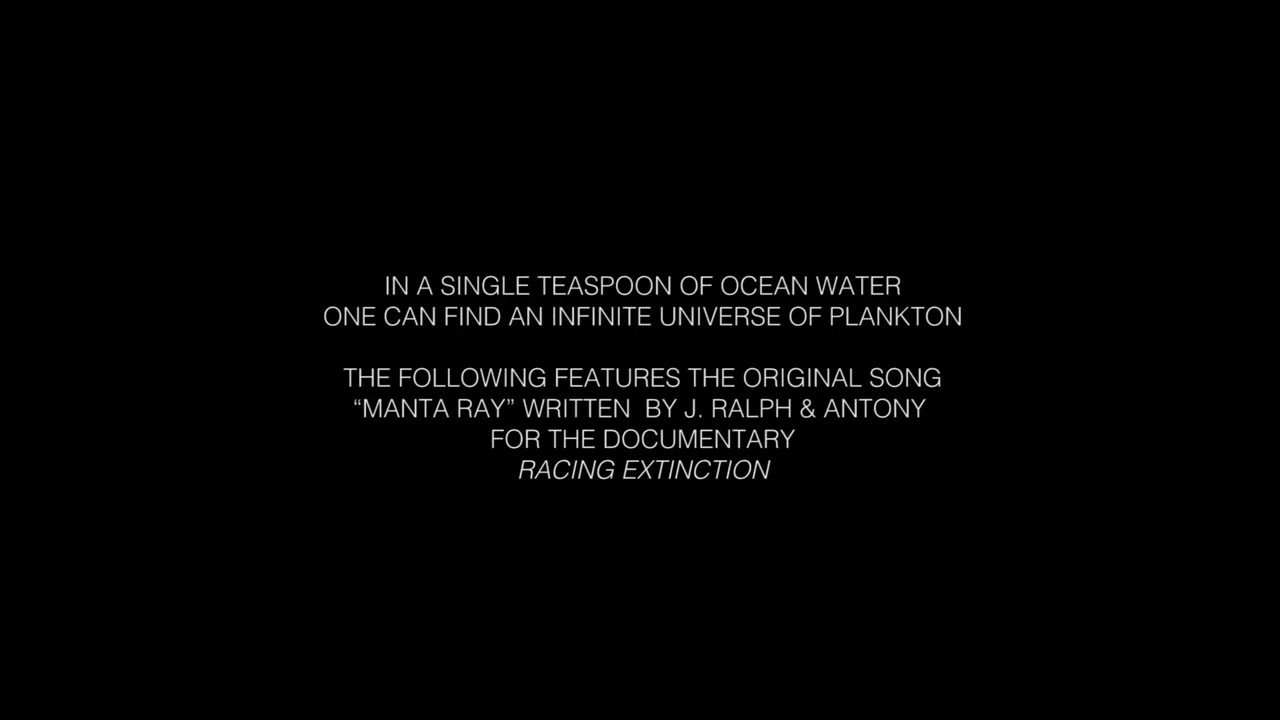 IN A SINGLE TEASPOON OF OCEAN WATER
ONE CAN FIND AN INFINITE UNIVERSE OF PLANKTON
THE FOLLOWING FEATURES THE ORIGINAL SONG
“MANTA RAY” WRITTEN  BY J. RALPH & ANTONY
FOR THE DOCUMENTARY
RACING EXTINCTION